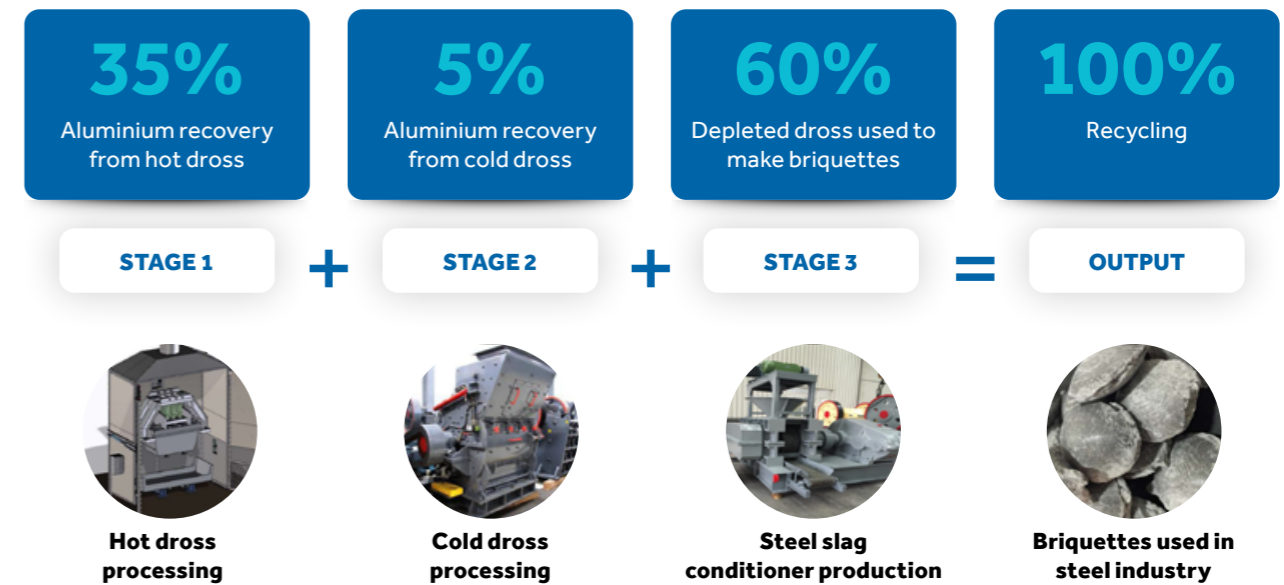 35%
Aluminium recovery
from hot dross
5%
Aluminium recovery
from cold dross
60%
Depleted dross used to
make briquettes
100%
Recycling
STAGE 1
+
STAGE 2
+
STAGE 3
=
OUTPUT
Hot dross
processing
Cold dross
processing
Steel slag
conditioner production
Briquettes used in
steel industry